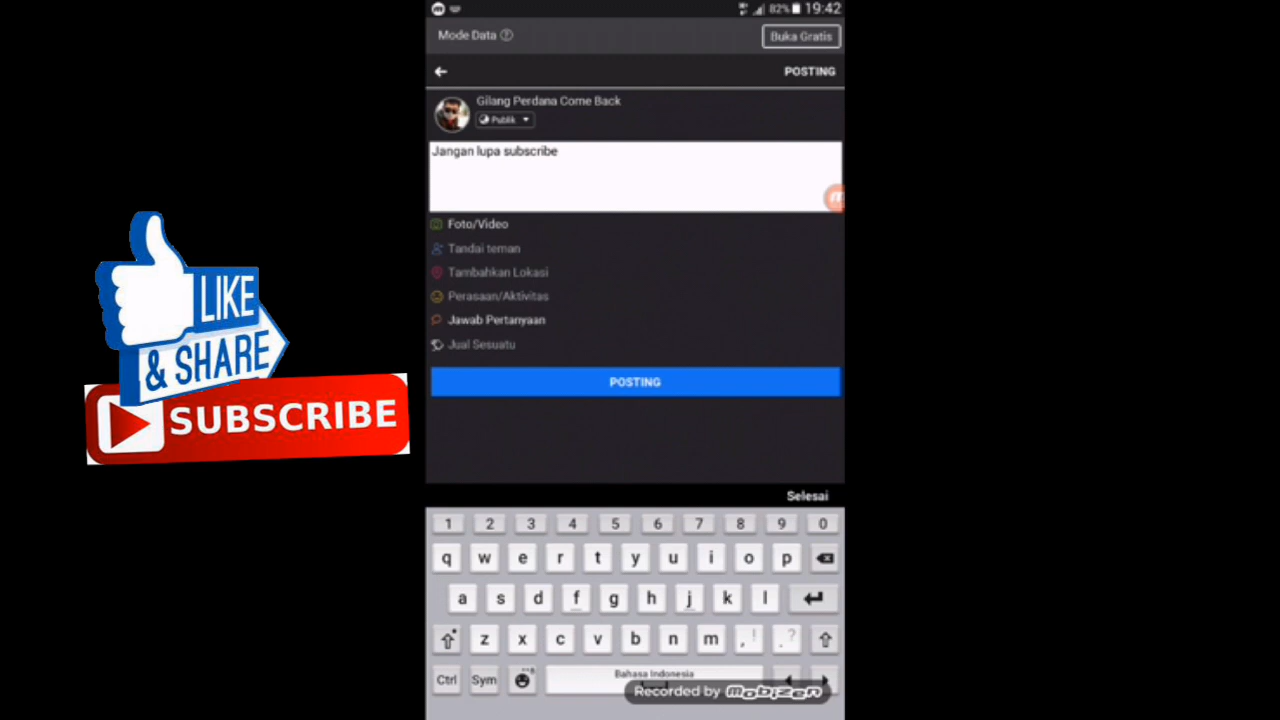 82% 19:42
Mode Data
Buka Gratis
POSTING
Gilang Perdana Come Back
Publik
Jangan lupa subscribe
Foto/Video
Tandai teman
Tambahkan Lokasi
Perasaan/Aktivitas
Jawab Pertanyaan
Jual Sesuatu
POSTING
LIKE
& SHARE
SUBSCRIBE
Selesai
1 2 3 4 5 6 7 8 9 0
q w e r t y u i o p
a s d f g h j k l
z x c v b n m , ! . ?
Ctrl Sym Bahasa Indonesia
Recorded by mobizen